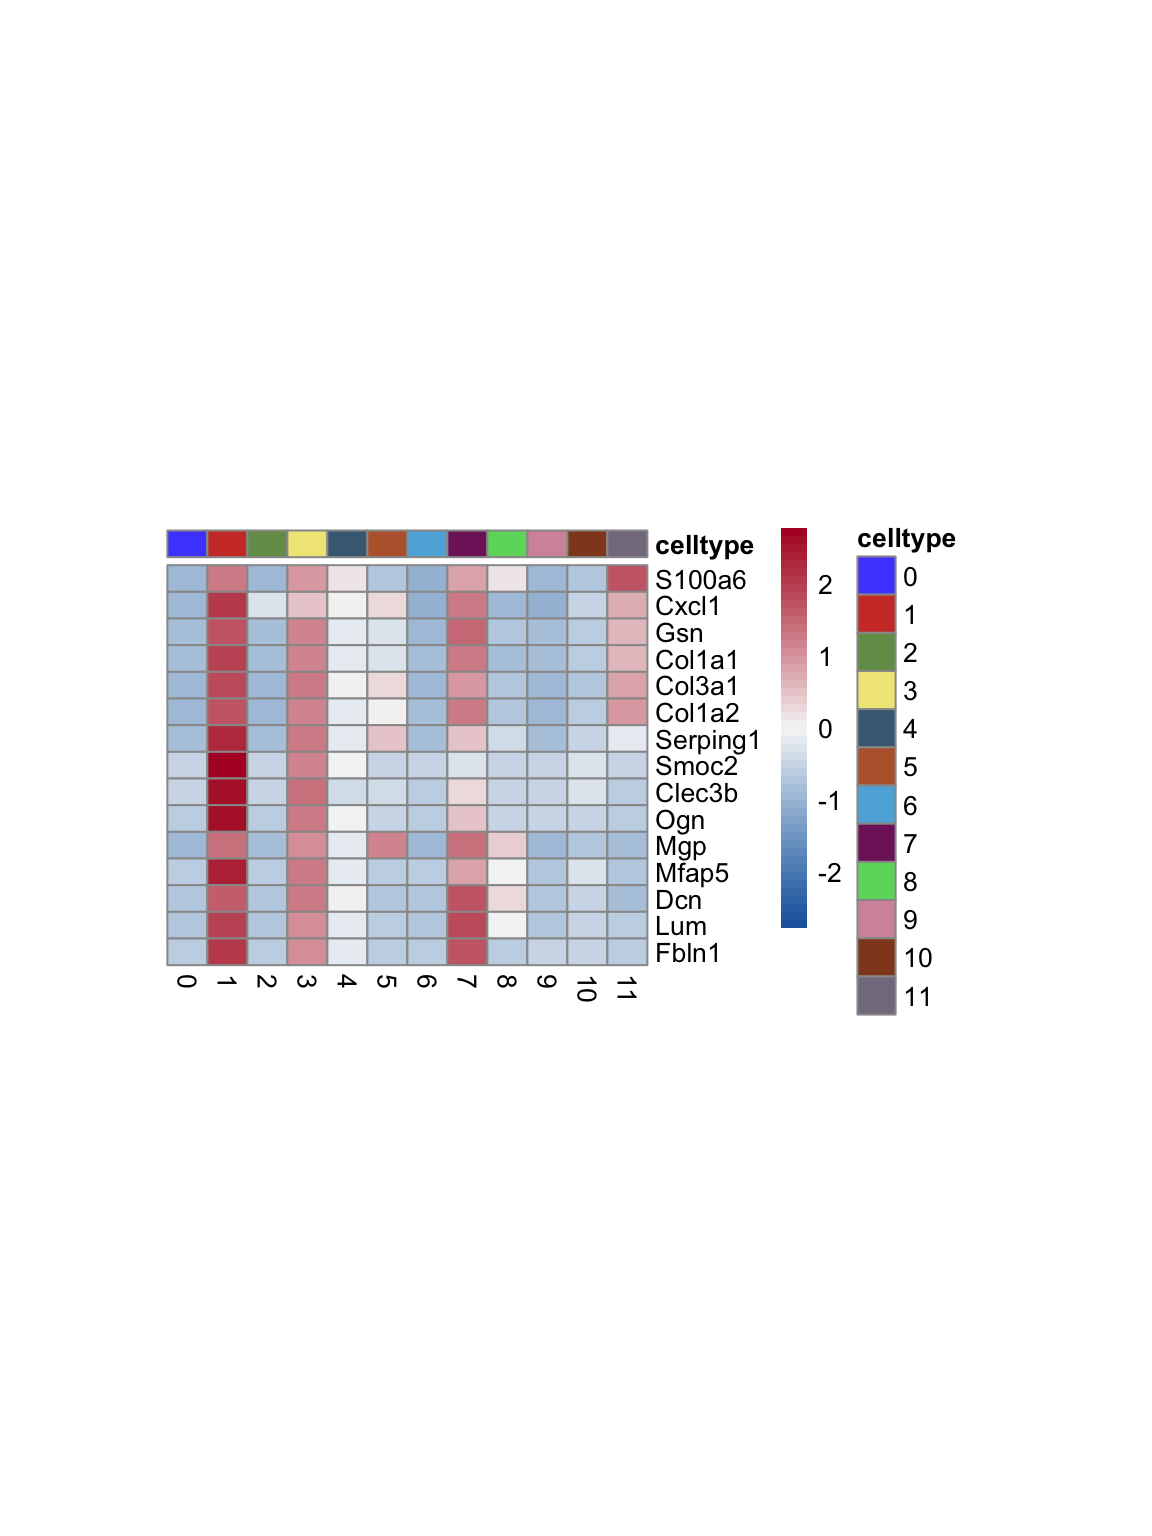 celltype
S100a6
Cxcl1
Gsn
Col1a1
Col3a1
Col1a2
Serping1
Smoc2
Clec3b
Ogn
Mgp
Mfap5
Dcn
Lum
Fbln1
0 1 2 3 4 5 6 7 8 9 10 11
2
1
0
-1
-2
celltype
0
1
2
3
4
5
6
7
8
9
10
11